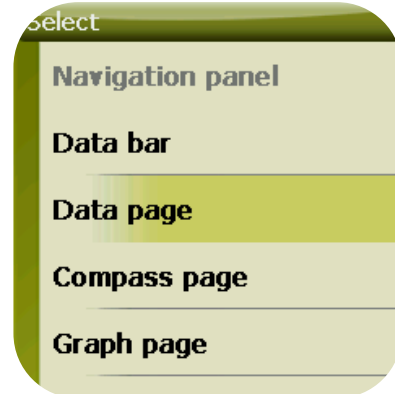 Select
Navigation panel
Data bar
Data page
Compass page
Graph page